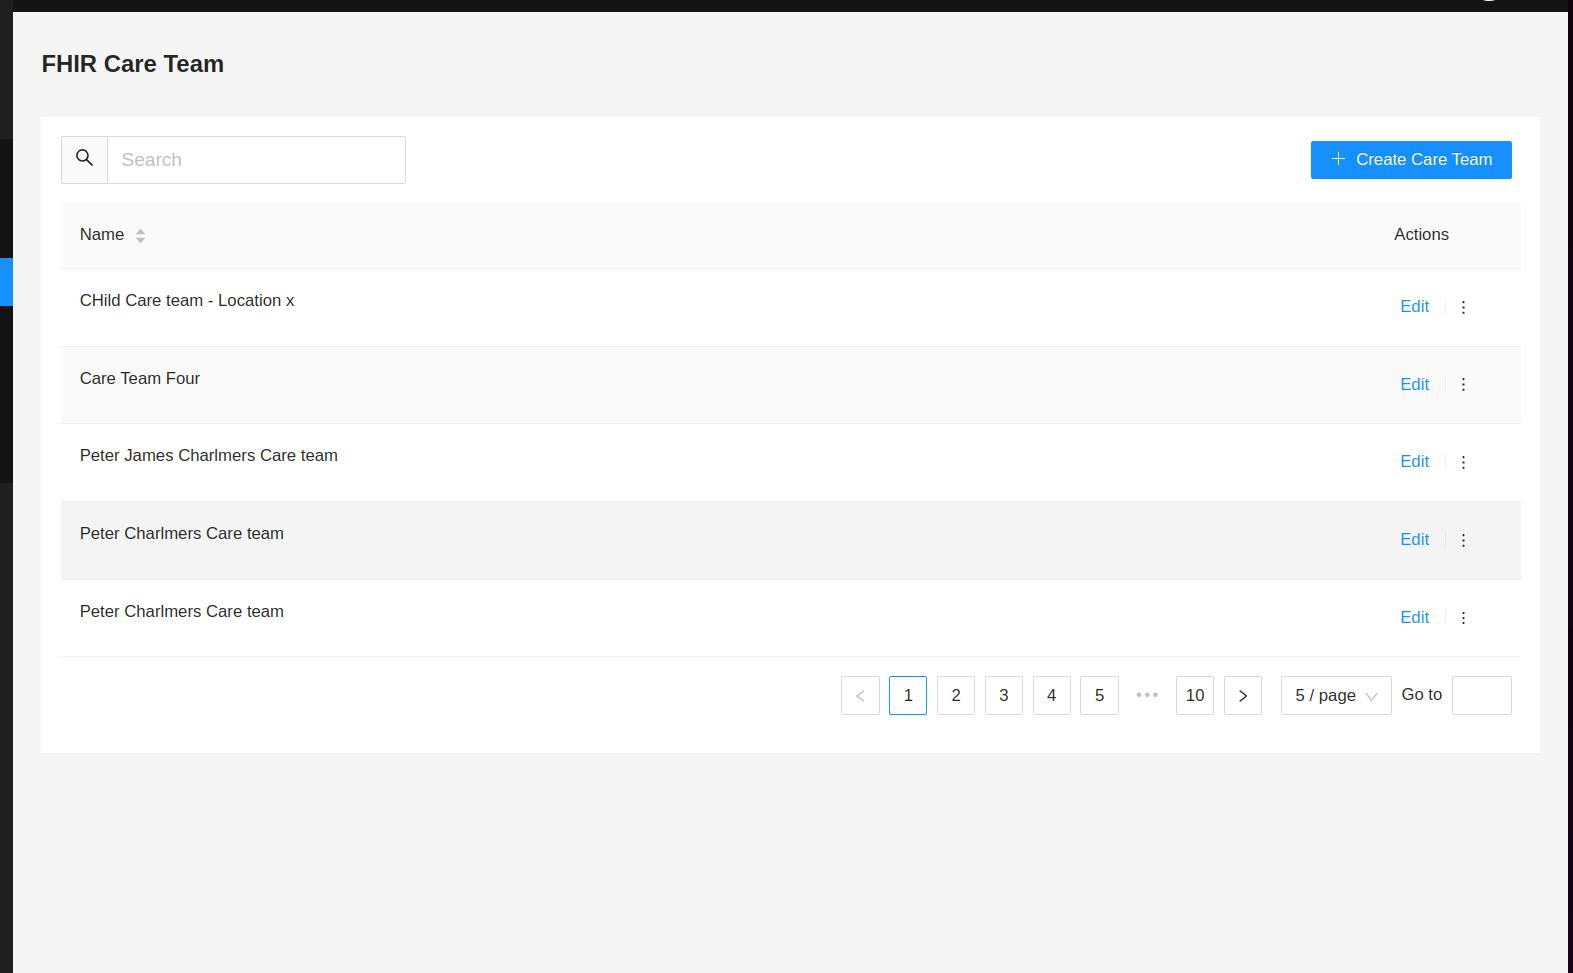 FHIR Care Team
Search
Create Care Team
Name
Actions
CHild Care team - Location x
Edit
Care Team Four
Edit
Peter James Charlmers Care team
Edit
Peter Charlmers Care team
Edit
Peter Charlmers Care team
Edit
1 2 3 4 5 ••• 10 5 / page Go to